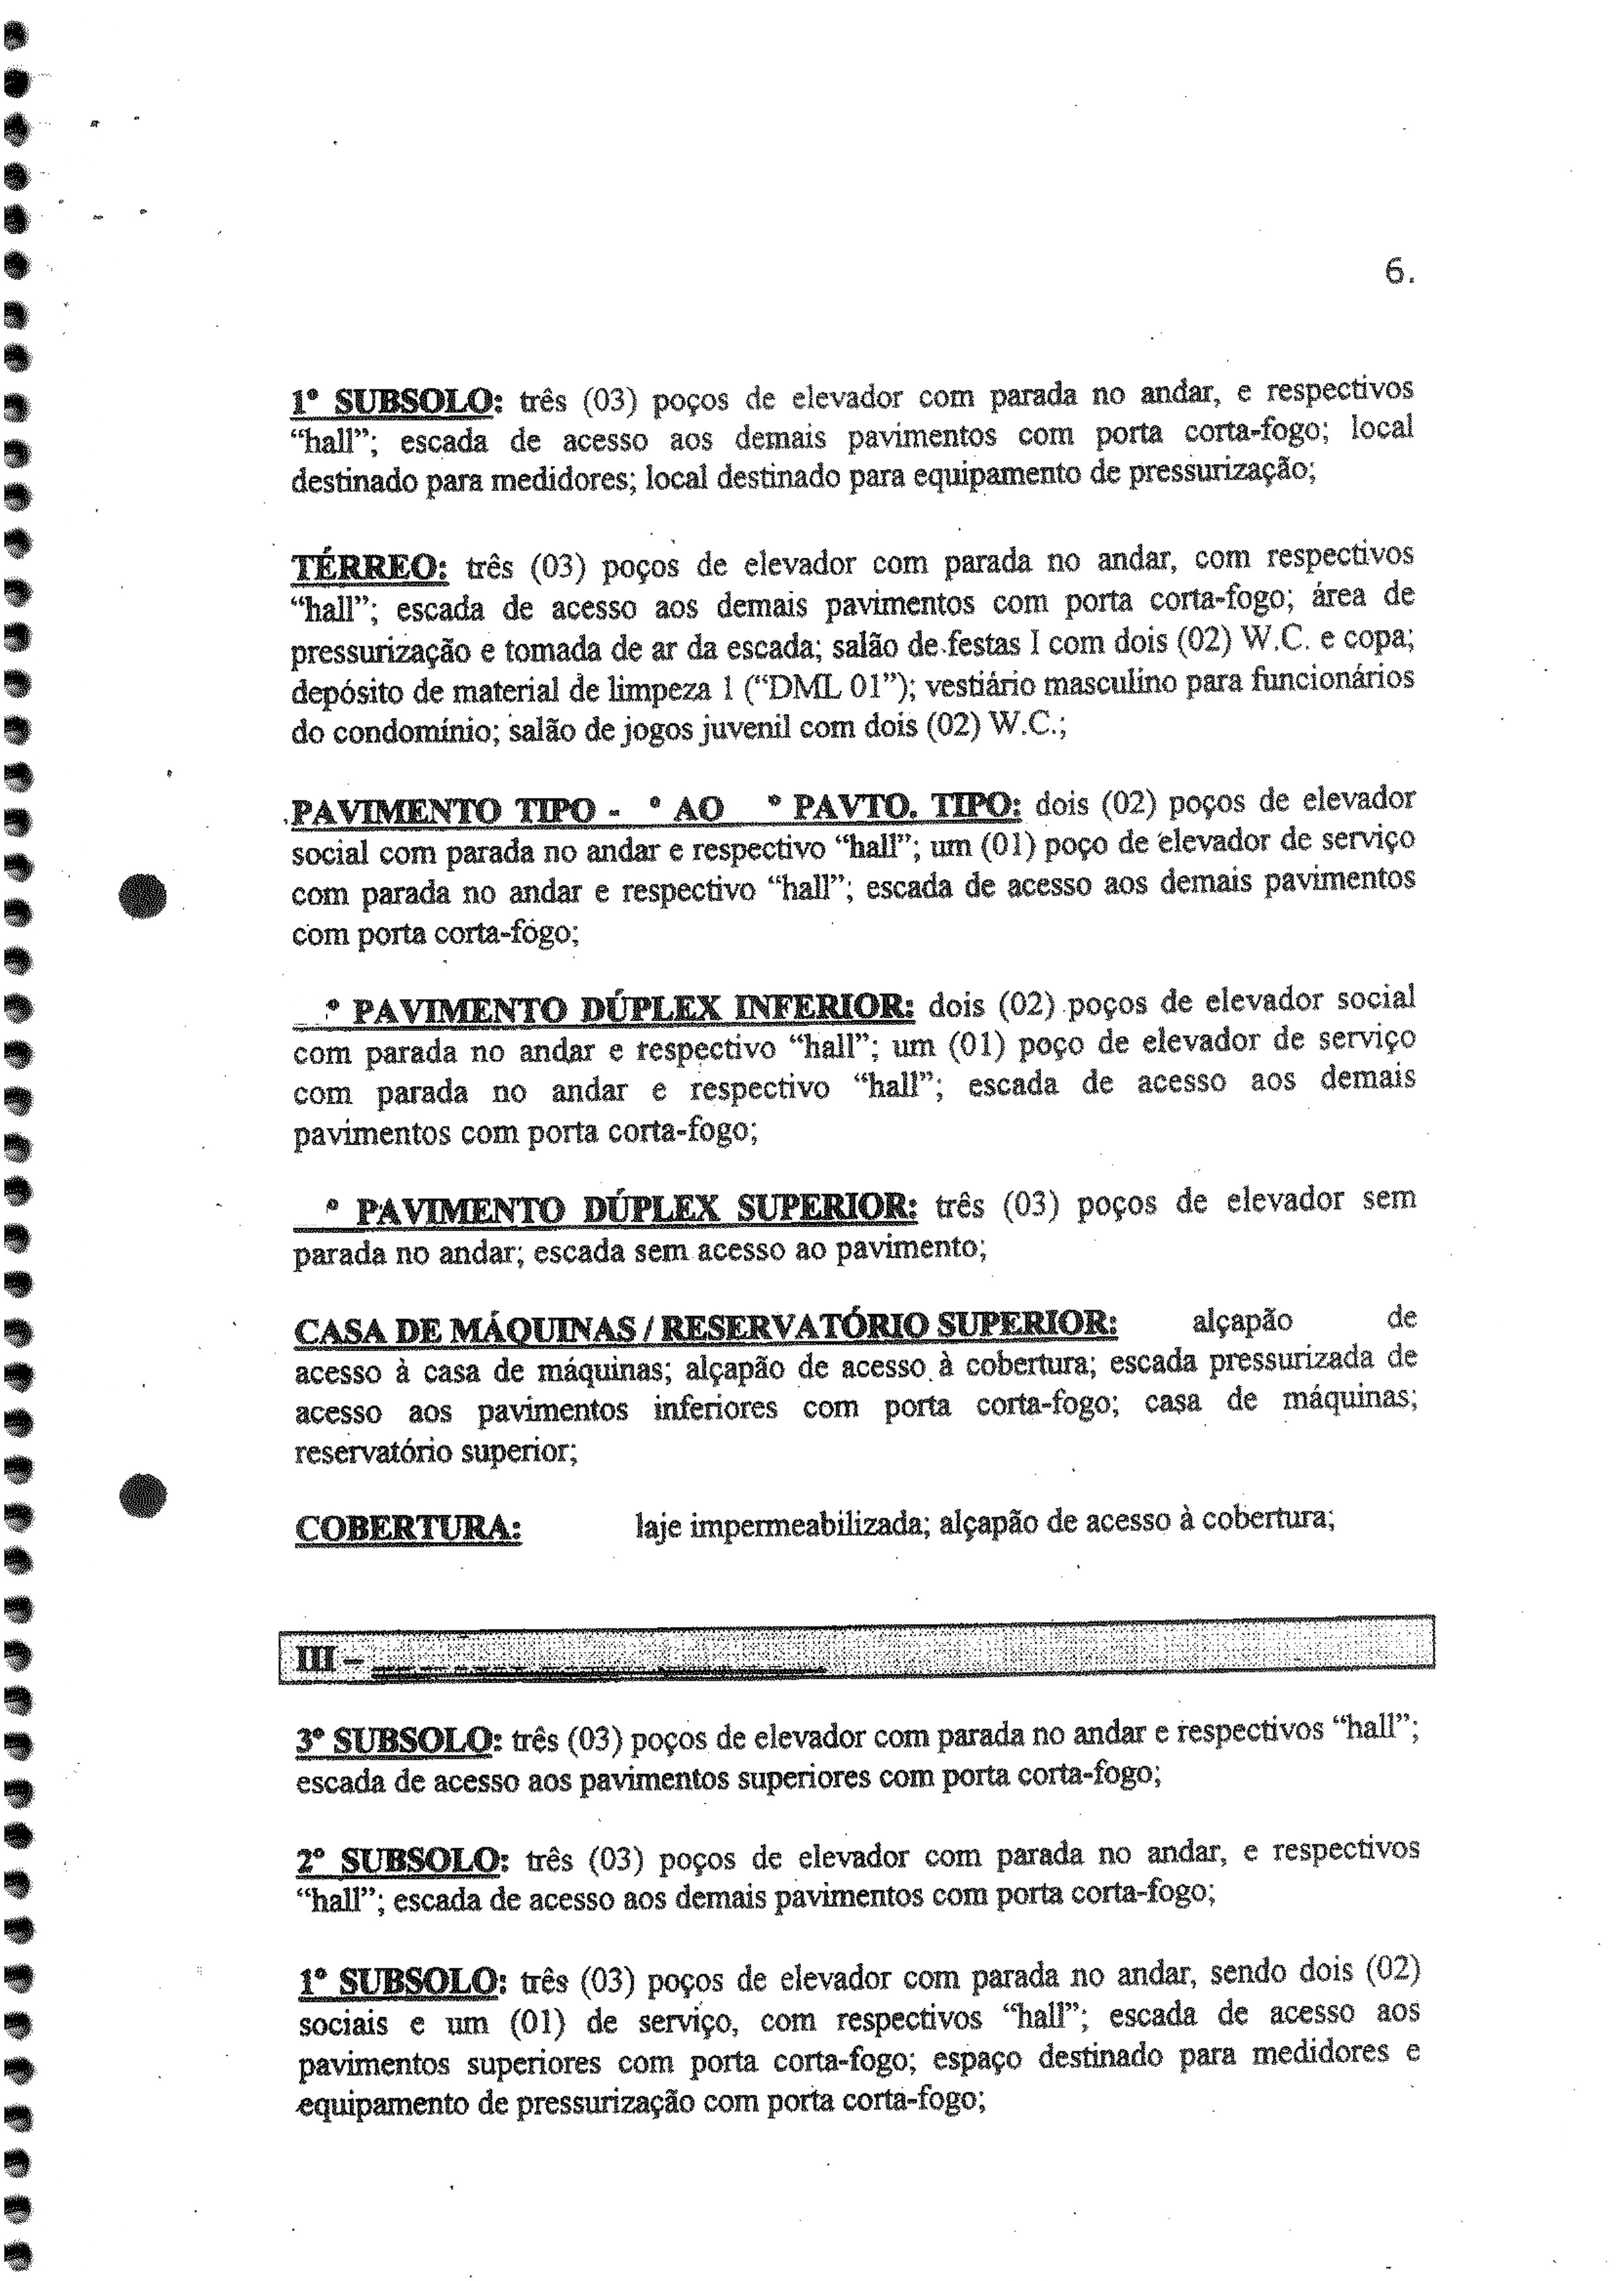 6.
1º SUBSOLO: três (03) poços de elevador com parada no andar, e respectivos
“hall”; escada de acesso aos demais pavimentos com porta corta-fogo; local
destinado para medidores; local destinado para equipamento de pressurização;
TÉRREO: três (03) poços de elevador com parada no andar, com respectivos
“hall”; escada de acesso aos demais pavimentos com porta corta-fogo; área de
pressurização e tomada de ar da escada; salão de festas I com dois (02) W.C. e copa;
depósito de material de limpeza 1 (“DML 01”); vestiário masculino para funcionários
do condomínio; salão de jogos juvenil com dois (02) W.C.;
PAVIMENTO TIPO - º AO º PAVTO. TIPO: dois (02) poços de elevador
social com parada no andar e respectivo “hall”; um (01) poço de elevador de serviço
com parada no andar e respectivo “hall”; escada de acesso aos demais pavimentos
com porta corta-fogo;
º PAVIMENTO DÚPLEX INFERIOR: dois (02) poços de elevador social
com parada no andar e respectivo “hall”; um (01) poço de elevador de serviço
com parada no andar e respectivo “hall”; escada de acesso aos demais
pavimentos com porta corta-fogo;
º PAVIMENTO DÚPLEX SUPERIOR: três (03) poços de elevador sem
parada no andar; escada sem acesso ao pavimento;
CASA DE MÁQUINAS / RESERVATÓRIO SUPERIOR: alçapão de
acesso à casa de máquinas; alçapão de acesso à cobertura; escada pressurizada de
acesso aos pavimentos inferiores com porta corta-fogo; casa de máquinas;
reservatório superior;
COBERTURA: laje impermeabilizada; alçapão de acesso à cobertura;
III –
3º SUBSOLO: três (03) poços de elevador com parada no andar e respectivos “hall”;
escada de acesso aos pavimentos superiores com porta corta-fogo;
2º SUBSOLO: três (03) poços de elevador com parada no andar, e respectivos
“hall”; escada de acesso aos demais pavimentos com porta corta-fogo;
1º SUBSOLO: três (03) poços de elevador com parada no andar, sendo dois (02)
sociais e um (01) de serviço, com respectivos “hall”; escada de acesso aos
pavimentos superiores com porta corta-fogo; espaço destinado para medidores e
equipamento de pressurização com porta corta-fogo;